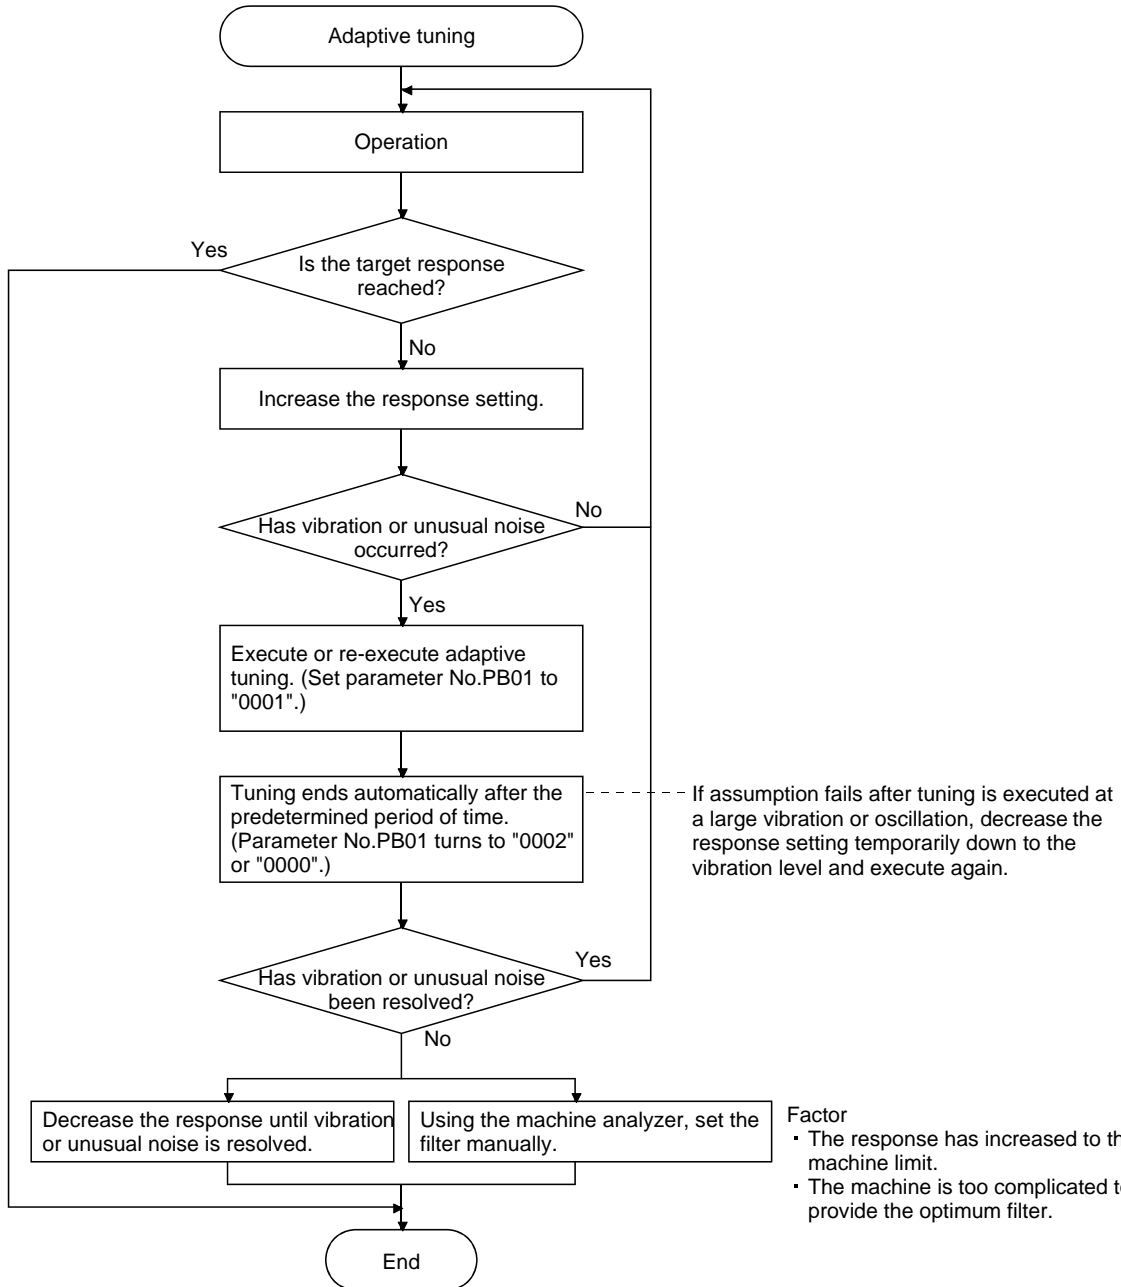 Adaptive tuning
Operation
Yes
Is the target response
reached?
No
Increase the response setting.
Has vibration or unusual noise
occurred?
No
Yes
Execute or re-execute adaptive
tuning. (Set parameter No.PB01 to
"0001".)
Tuning ends automatically after the
predetermined period of time.
(Parameter No.PB01 turns to "0002"
or "0000".)
If assumption fails after tuning is executed at
a large vibration or oscillation, decrease the
response setting temporarily down to the
vibration level and execute again.
Has vibration or unusual noise
been resolved?
Yes
No
Decrease the response until vibration
or unusual noise is resolved.
Using the machine analyzer, set the
filter manually.
Factor
· The response has increased to
machine limit.
· The machine is too complicated
provide the optimum filter.
End